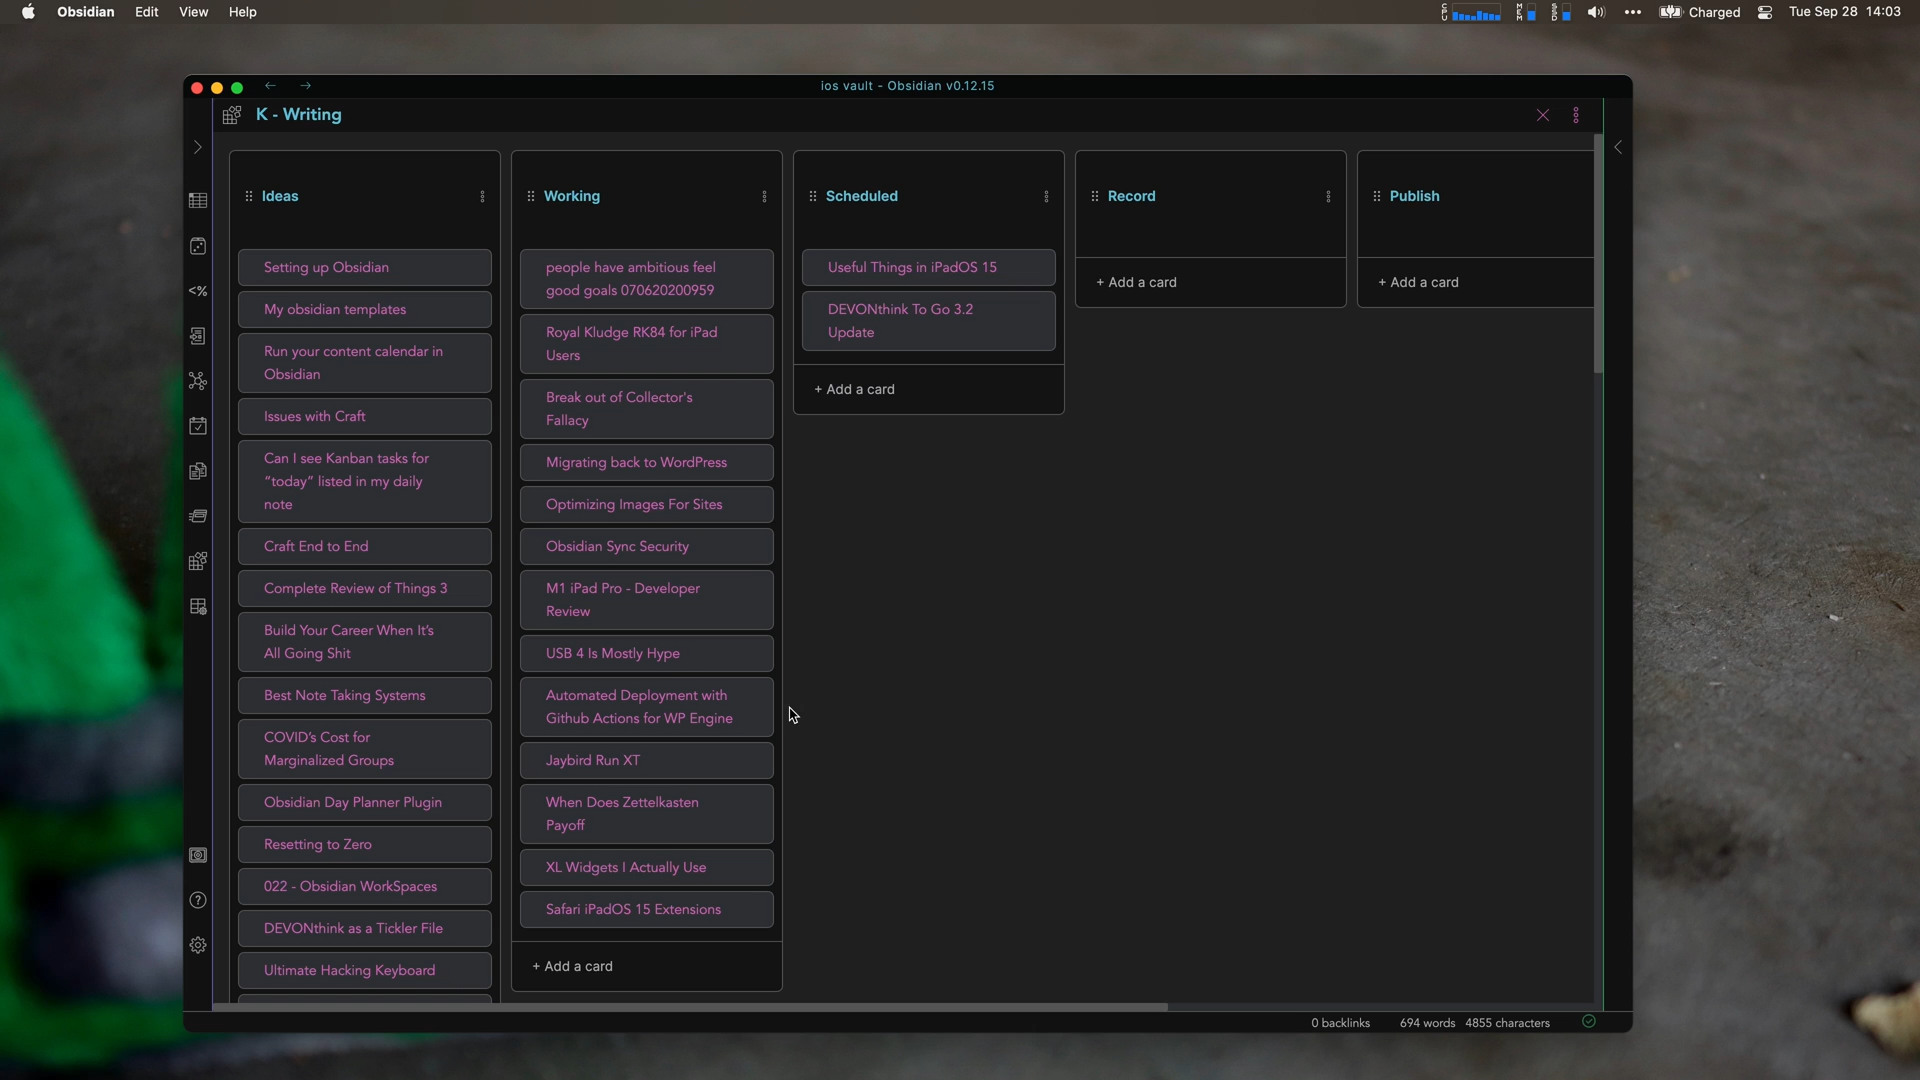 Obsidian Edit View Help
CPU MEM SSD Charged Tue Sep 28 14:03
ios vault - Obsidian v0.12.15
K - Writing
Ideas
Setting up Obsidian
My obsidian templates
Run your content calendar in
Obsidian
Issues with Craft
Can I see Kanban tasks for
“today” listed in my daily
note
Craft End to End
Complete Review of Things 3
Build Your Career When It’s
All Going Shit
Best Note Taking Systems
COVID’s Cost for
Marginalized Groups
Obsidian Day Planner Plugin
Resetting to Zero
022 - Obsidian WorkSpaces
DEVONthink as a Tickler File
Ultimate Hacking Keyboard
Working
people have ambitious feel
good goals 070620200959
Royal Kludge RK84 for iPad
Users
Break out of Collector's
Fallacy
Migrating back to WordPress
Optimizing Images For Sites
Obsidian Sync Security
M1 iPad Pro - Developer
Review
USB 4 Is Mostly Hype
Automated Deployment with
Github Actions for WP Engine
Jaybird Run XT
When Does Zettelkasten
Payoff
XL Widgets I Actually Use
Safari iPadOS 15 Extensions
+ Add a card
Scheduled
Useful Things in iPadOS 15
DEVONthink To Go 3.2
Update
+ Add a card
Record
+ Add a card
Publish
+ Add a card
0 backlinks 694 words 4855 characters